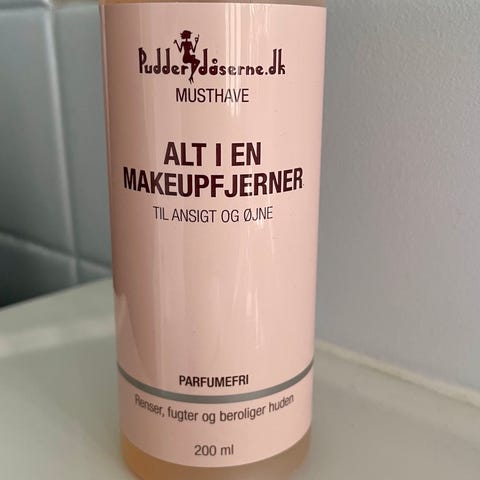 Pudderdåserne.dk
MUSTHAVE
ALT I EN
MAKEUPFJERNER
TIL ANSIGT OG ØJNE
PARFUMEFRI
Renser, fugter og beroliger huden
200 ml